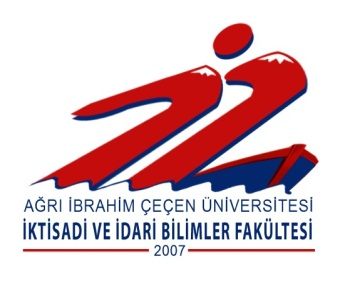 AĞRI İBRAHİM ÇEÇEN ÜNİVERSİTESİ
İKTİSADİ VE İDARİ BİLİMLER FAKÜLTESİ
2007